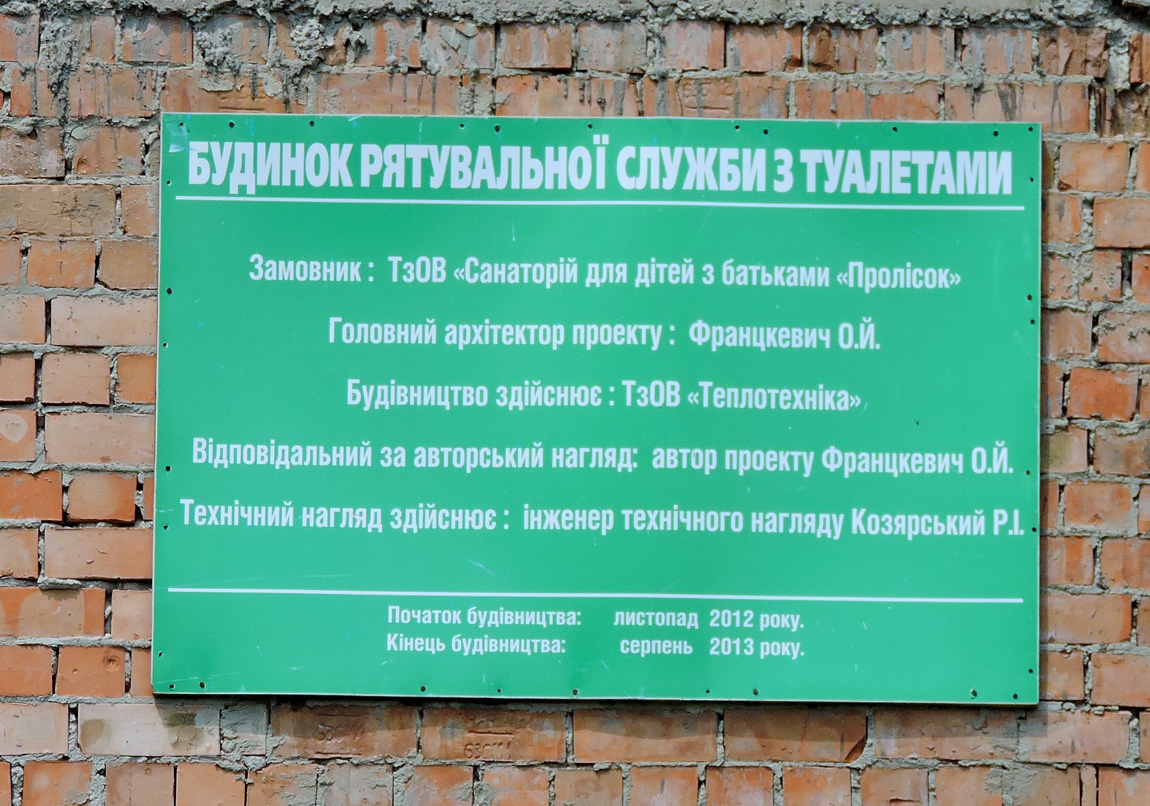 БУДИНОК РЯТУВАЛЬНОЇ СЛУЖБИ З ТУАЛЕТАМИ
Замовник : ТзОВ «Санаторій для дітей з батьками «Пролісок»
Головний архітектор проекту : Францкевич О.Й.
Будівництво здійснює : ТзОВ «Теплотехніка»
Відповідальний за авторський нагляд: автор проекту Францкевич О.Й.
Технічний нагляд здійснює : інженер технічного нагляду Козярський Р.І.
Початок будівництва: листопад 2012 року.
Кінець будівництва: серпень 2013 року.